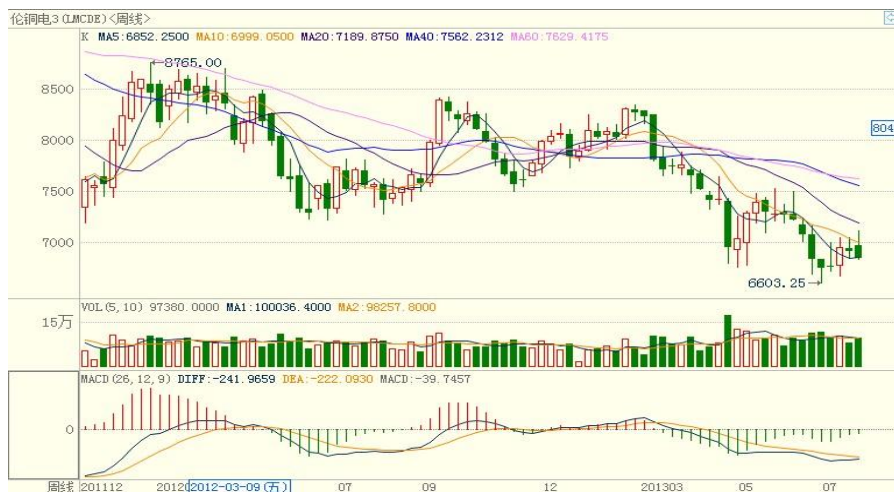 伦铜电3(LMCDE)<周线>
K MA5:6852.2500 MA10:6999.0500 MA20:7189.8750 MA40:7562.2312 MA60:7629.4175
8765.00
8500
8000
804
7500
7000
6603.25
VOL(5,10) 97380.0000 MA1:100036.4000 MA2:98257.8000
15万
MACD(26,12,9) DIFF:-241.9659 DEA:-222.0930 MACD:-39.7457
0
周线 201112 20120 2012-03-09(五) 07 09 12 201303 05 07